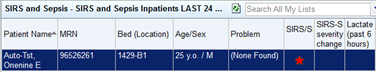 SIRS and Sepsis - SIRS and Sepsis Inpatients LAST 24 ... Search All My Lists
Patient Name MRN Bed (Location) Age/Sex Problem SIRS/S SIRS-S severity change Lactate (past 6 hours)
Auto-Tst, Onenine E 96526261 1429-B1 25 y.o. / M (None Found)